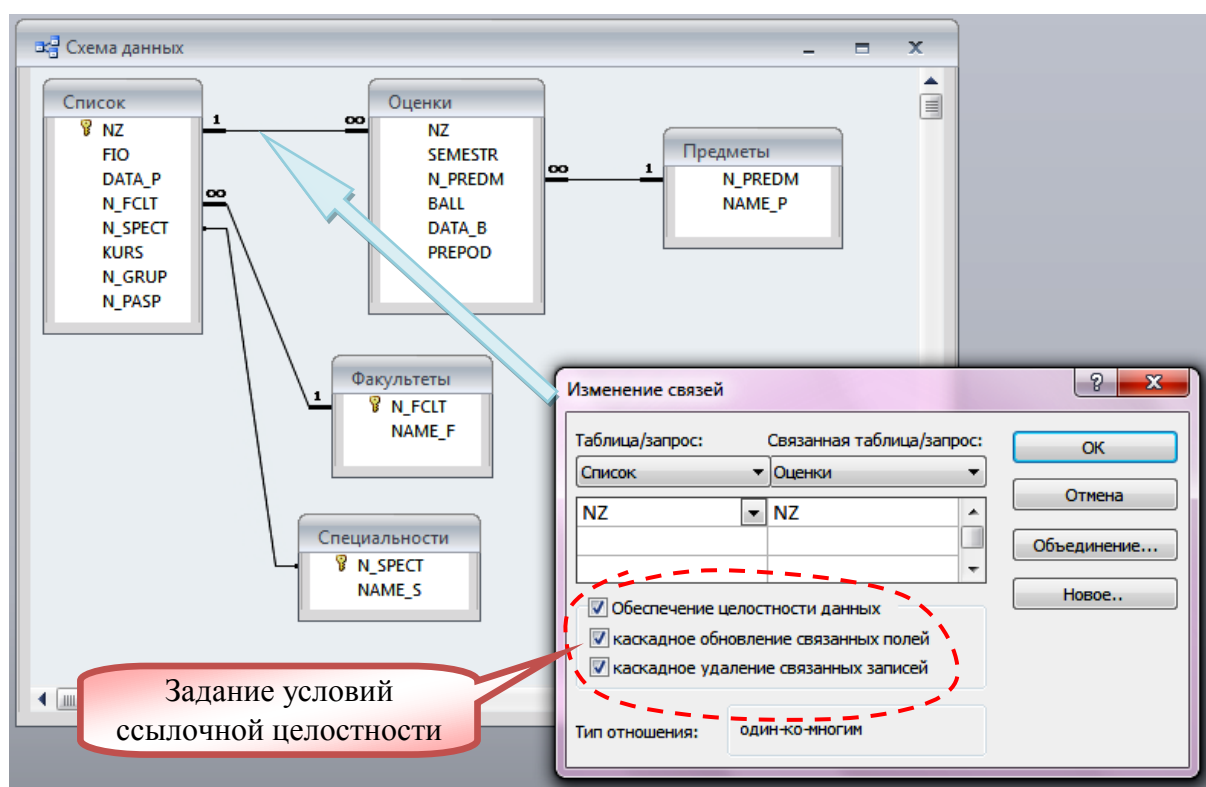 Схема данных
Список
NZ
FIO
DATA_P
N_FCLT
N_SPECT
KURS
N_GRUP
N_PASP
1
∞
Оценки
NZ
SEMESTR
N_PREDM
BALL
DATA_B
PREPOD
∞
1
Предметы
N_PREDM
NAME_P
∞
1
Факультеты
N_FCLT
NAME_F
Специальности
N_SPECT
NAME_S
Изменение связей
?
Таблица/запрос: Связанная таблица/запрос:
Список Оценки
NZ NZ
Обеспечение целостности данных
каскадное обновление связанных полей
каскадное удаление связанных записей
Тип отношения: один-ко-многим
ОК
Отмена
Объединение...
Новое..
Задание условий
ссылочной целостности